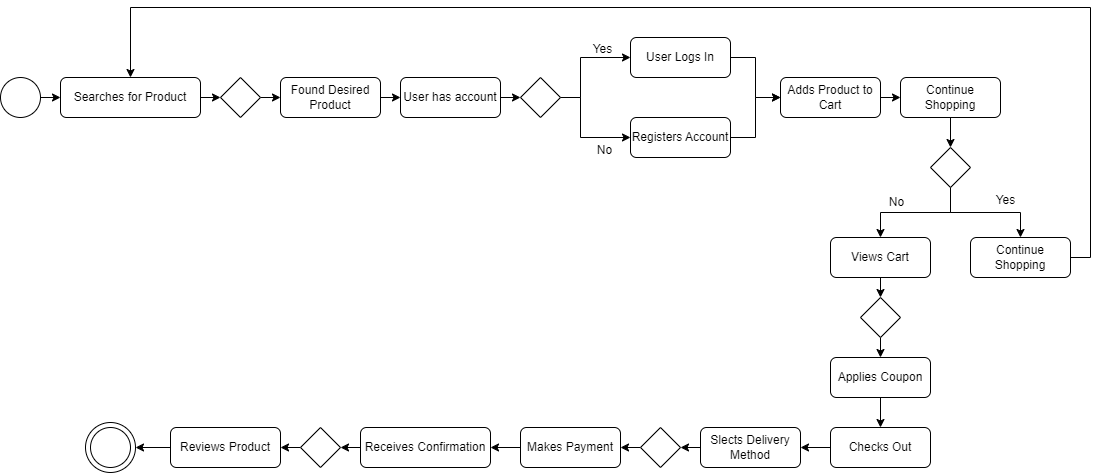 Searches for Product
Found Desired
Product
User has account
Yes
User Logs In
No
Registers Account
Adds Product to
Cart
Continue
Shopping
No
Yes
Views Cart
Continue
Shopping
Applies Coupon
Checks Out
Slects Delivery
Method
Makes Payment
Receives Confirmation
Reviews Product